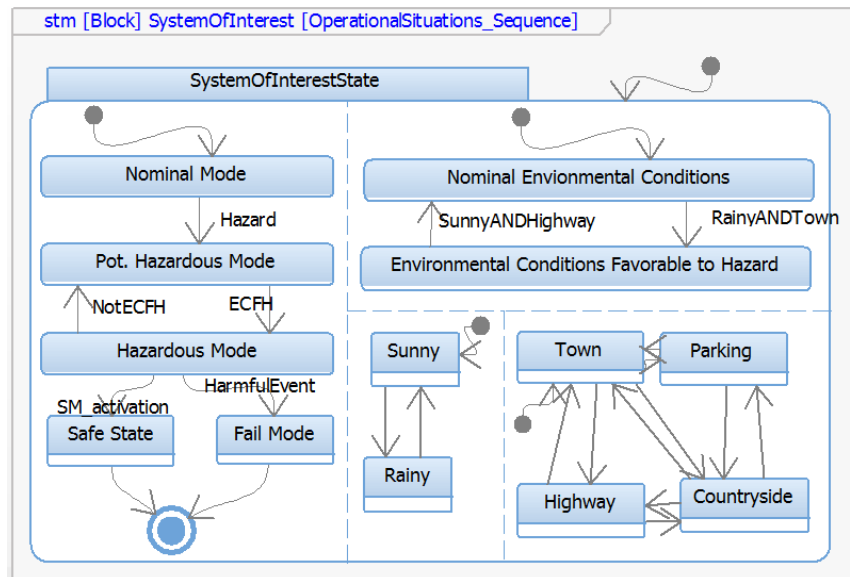 stm [Block] SystemOfInterest [OperationalSituations_Sequence]
SystemOfInterestState
Nominal Mode
Hazard
Pot. Hazardous Mode
NotECFH
ECFH
Hazardous Mode
SM_activation
HarmfulEvent
Safe State
Fail Mode
Nominal Envionmental Conditions
SunnyANDHighway
RainyANDTown
Environmental Conditions Favorable to Hazard
Sunny
Rainy
Town
Parking
Highway
Countryside